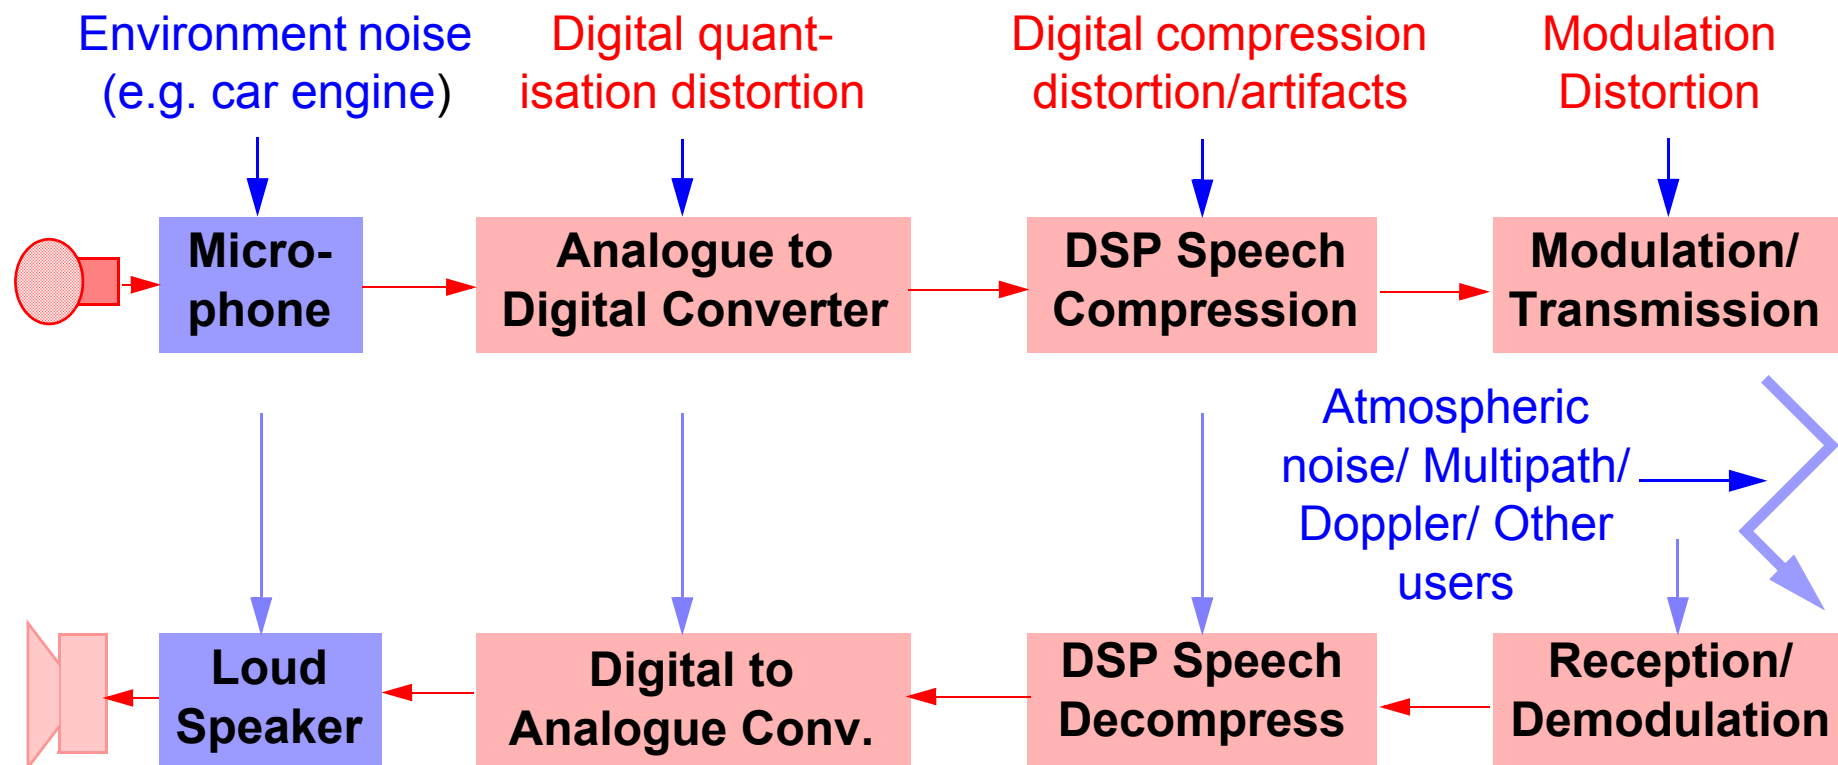 Environment noise
(e.g. car engine)
Digital quant-
isation distortion
Digital compression
distortion/artifacts
Modulation
Distortion
Micro-
phone
Analogue to
Digital Converter
DSP Speech
Compression
Modulation/
Transmission
Atmospheric
noise/ Multipath/
Doppler/ Other
users
Loud
Speaker
Digital to
Analogue Conv.
DSP Speech
Decompress
Reception/
Demodulation